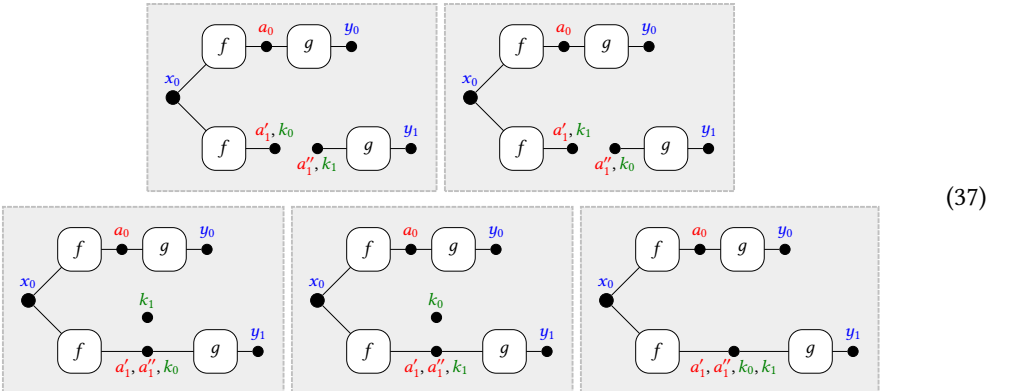 a₀ y₀ a₀ y₀
f g f g
x₀ x₀
a′₁, k₀ y₁ a′₁, k₁ y₁
f g f g
a″₁, k₁ a″₁, k₀
(37)
a₀ y₀ a₀ y₀ a₀ y₀
f g f g f g
x₀ x₀ x₀
k₁ k₀
y₁ y₁ y₁
f g f g f g
a′₁, a″₁, k₀ a′₁, a″₁, k₁ a′₁, a″₁, k₀, k₁